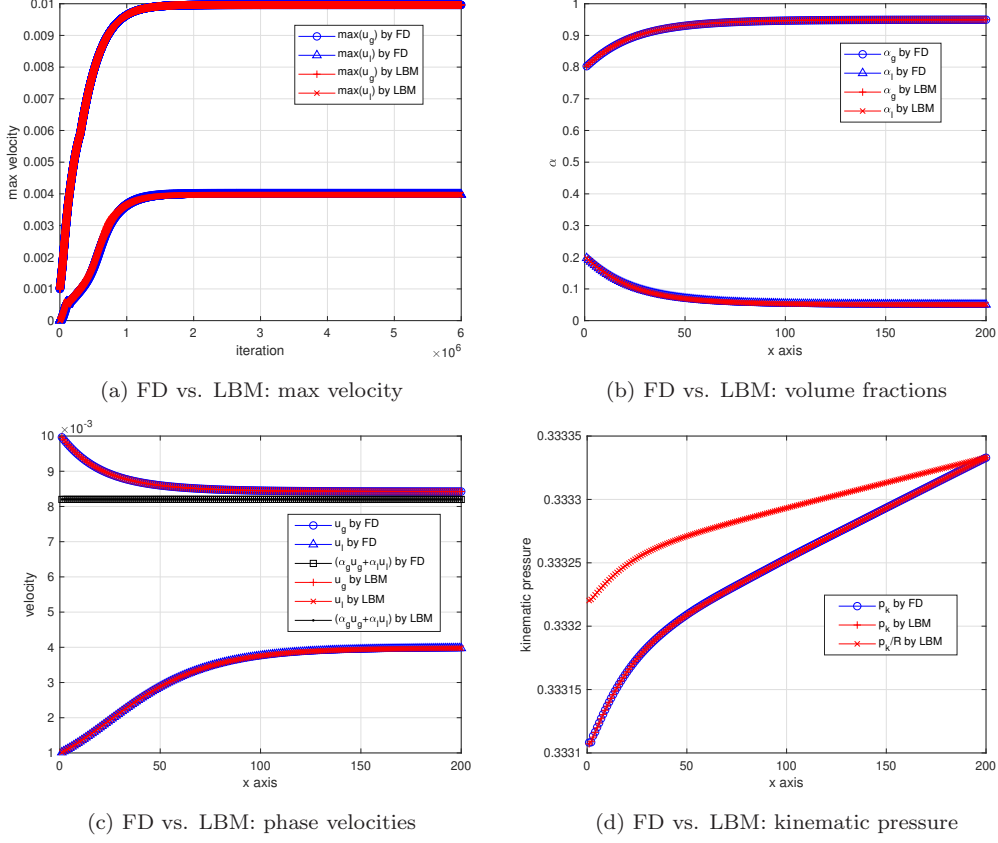 0.01
0.009
0.008
0.007
0.006
0.005
0.004
0.003
0.002
0.001
0
max velocity
max(u_g) by FD
max(u_l) by FD
max(u_g) by LBM
max(u_l) by LBM
0 1 2 3 4 5 6
iteration
×10^6
(a) FD vs. LBM: max velocity
1
0.9
0.8
0.7
0.6
0.5
0.4
0.3
0.2
0.1
0
α
α_g by FD
α_l by FD
α_g by LBM
α_l by LBM
0 50 100 150 200
x axis
(b) FD vs. LBM: volume fractions
×10^-3
10
9
8
7
6
5
4
3
2
1
velocity
u_g by FD
u_l by FD
(α_g u_g+α_l u_l) by FD
u_g by LBM
u_l by LBM
(α_g u_g+α_l u_l) by LBM
0 50 100 150 200
x axis
(c) FD vs. LBM: phase velocities
0.333335
0.33333
0.333325
0.33332
0.333315
0.33331
kinematic pressure
p_k by FD
p_k by LBM
p_k/R by LBM
0 50 100 150 200
x axis
(d) FD vs. LBM: kinematic pressure